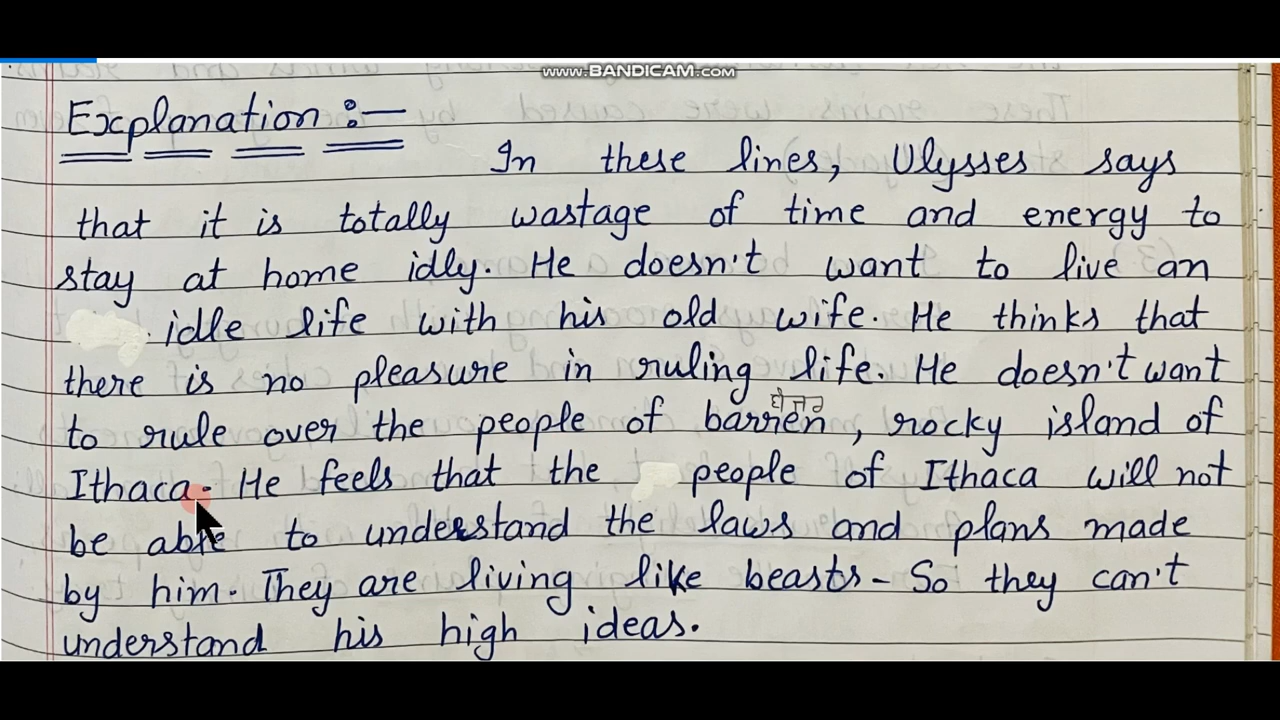 www.BANDICAM.COM
Explanation :-
In these lines, Ulysses says
that it is totally wastage of time and energy to
stay at home idly. He doesn't want to live an
idle life with his old wife. He thinks that
there is no pleasure in ruling life. He doesn't want
to rule over the people of barren, rocky island of
Ithaca. He feels that the people of Ithaca will not
be able to understand the laws and plans made
by him. They are living like beasts - So they can't
understand his high ideas.